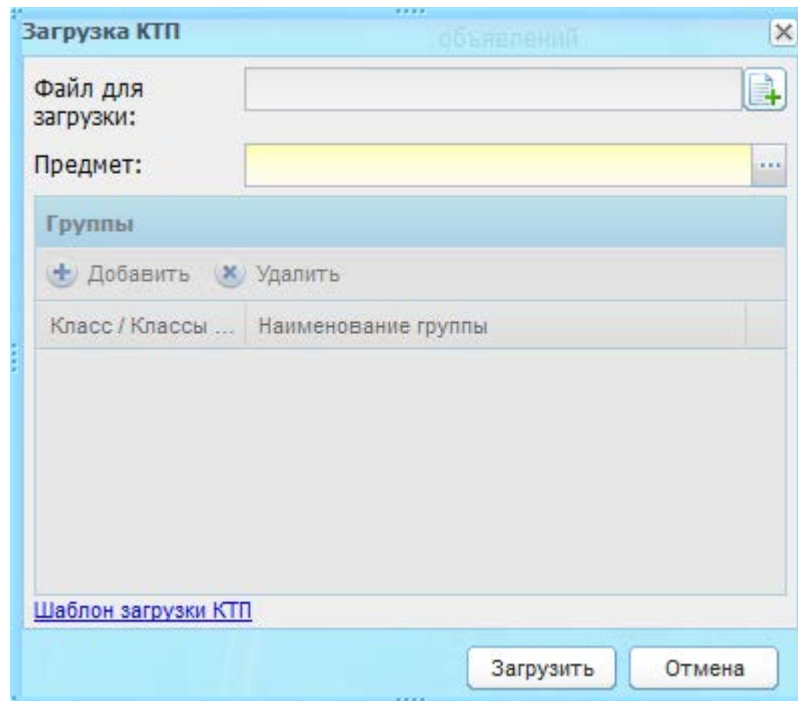 Загрузка КТП
объявлений
Файл для
загрузки:
Предмет:
...
Группы
Добавить Удалить
Класс / Классы ... Наименование группы
Шаблон загрузки КТП
Загрузить Отмена